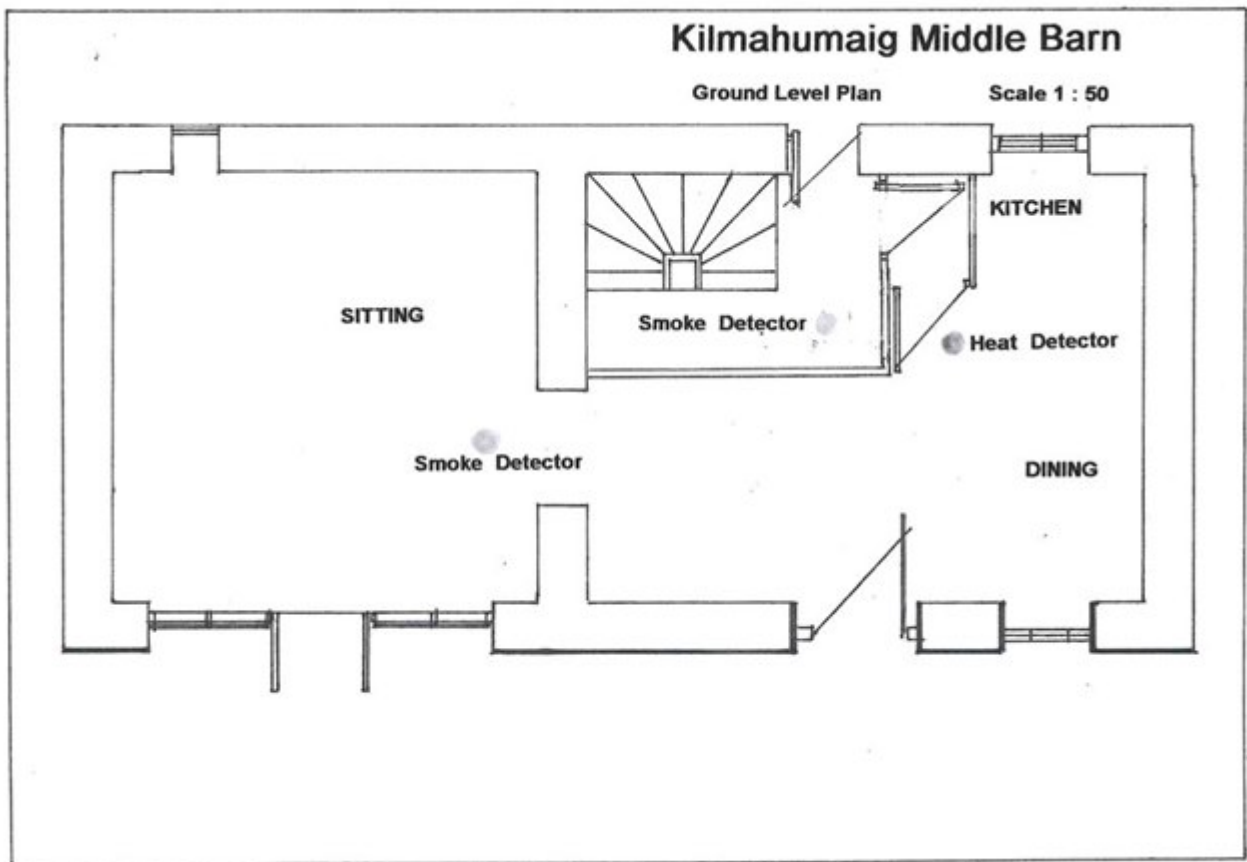 Kilmahumaig Middle Barn
Ground Level Plan Scale 1 : 50
KITCHEN
SITTING
Smoke Detector
Heat Detector
Smoke Detector
DINING